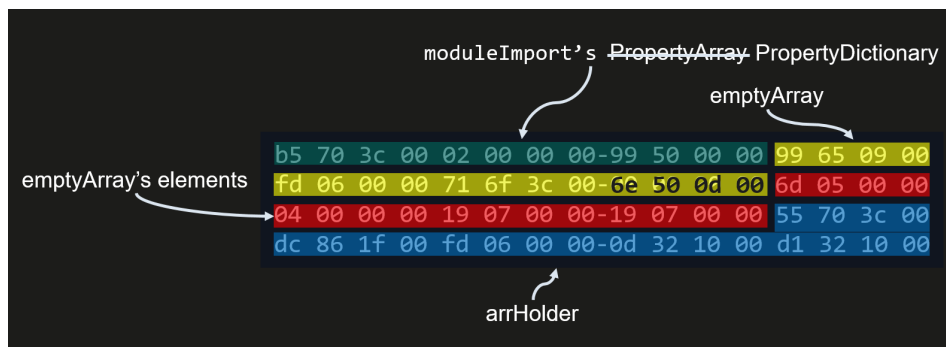 moduleImport's PropertyArray PropertyDictionary
emptyArray
b5 70 3c 00 02 00 00 00-99 50 00 00 99 65 09 00
emptyArray's elements
fd 06 00 00 71 6f 3c 00-6e 50 0d 00 6d 05 00 00
04 00 00 00 19 07 00 00-19 07 00 00 55 70 3c 00
dc 86 1f 00 fd 06 00 00-0d 32 10 00 d1 32 10 00
arrHolder